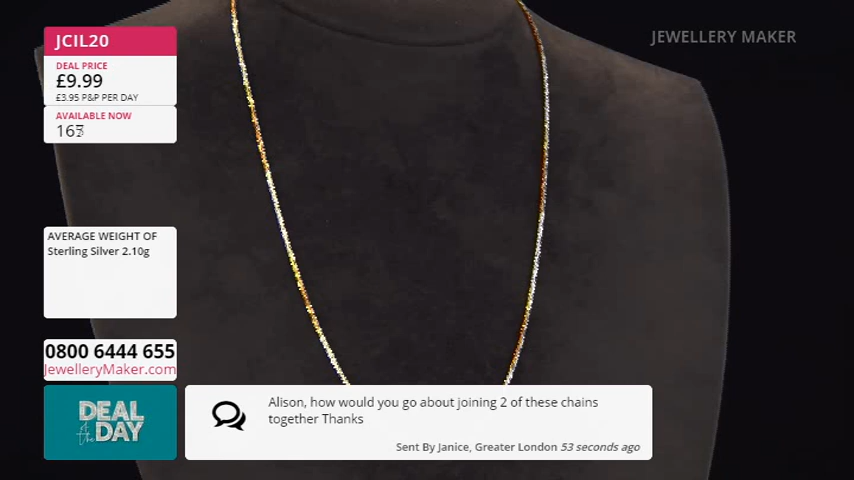 JCIL20
JEWELLERY MAKER
DEAL PRICE
£9.99
£3.95 P&P PER DAY
AVAILABLE NOW
AVERAGE WEIGHT OF
Sterling Silver 2.10g
0800 6444 655
JewelleryMaker.com
DEAL
of the
DAY
Alison, how would you go about joining 2 of these chains
together Thanks
Sent By Janice, Greater London 53 seconds ago